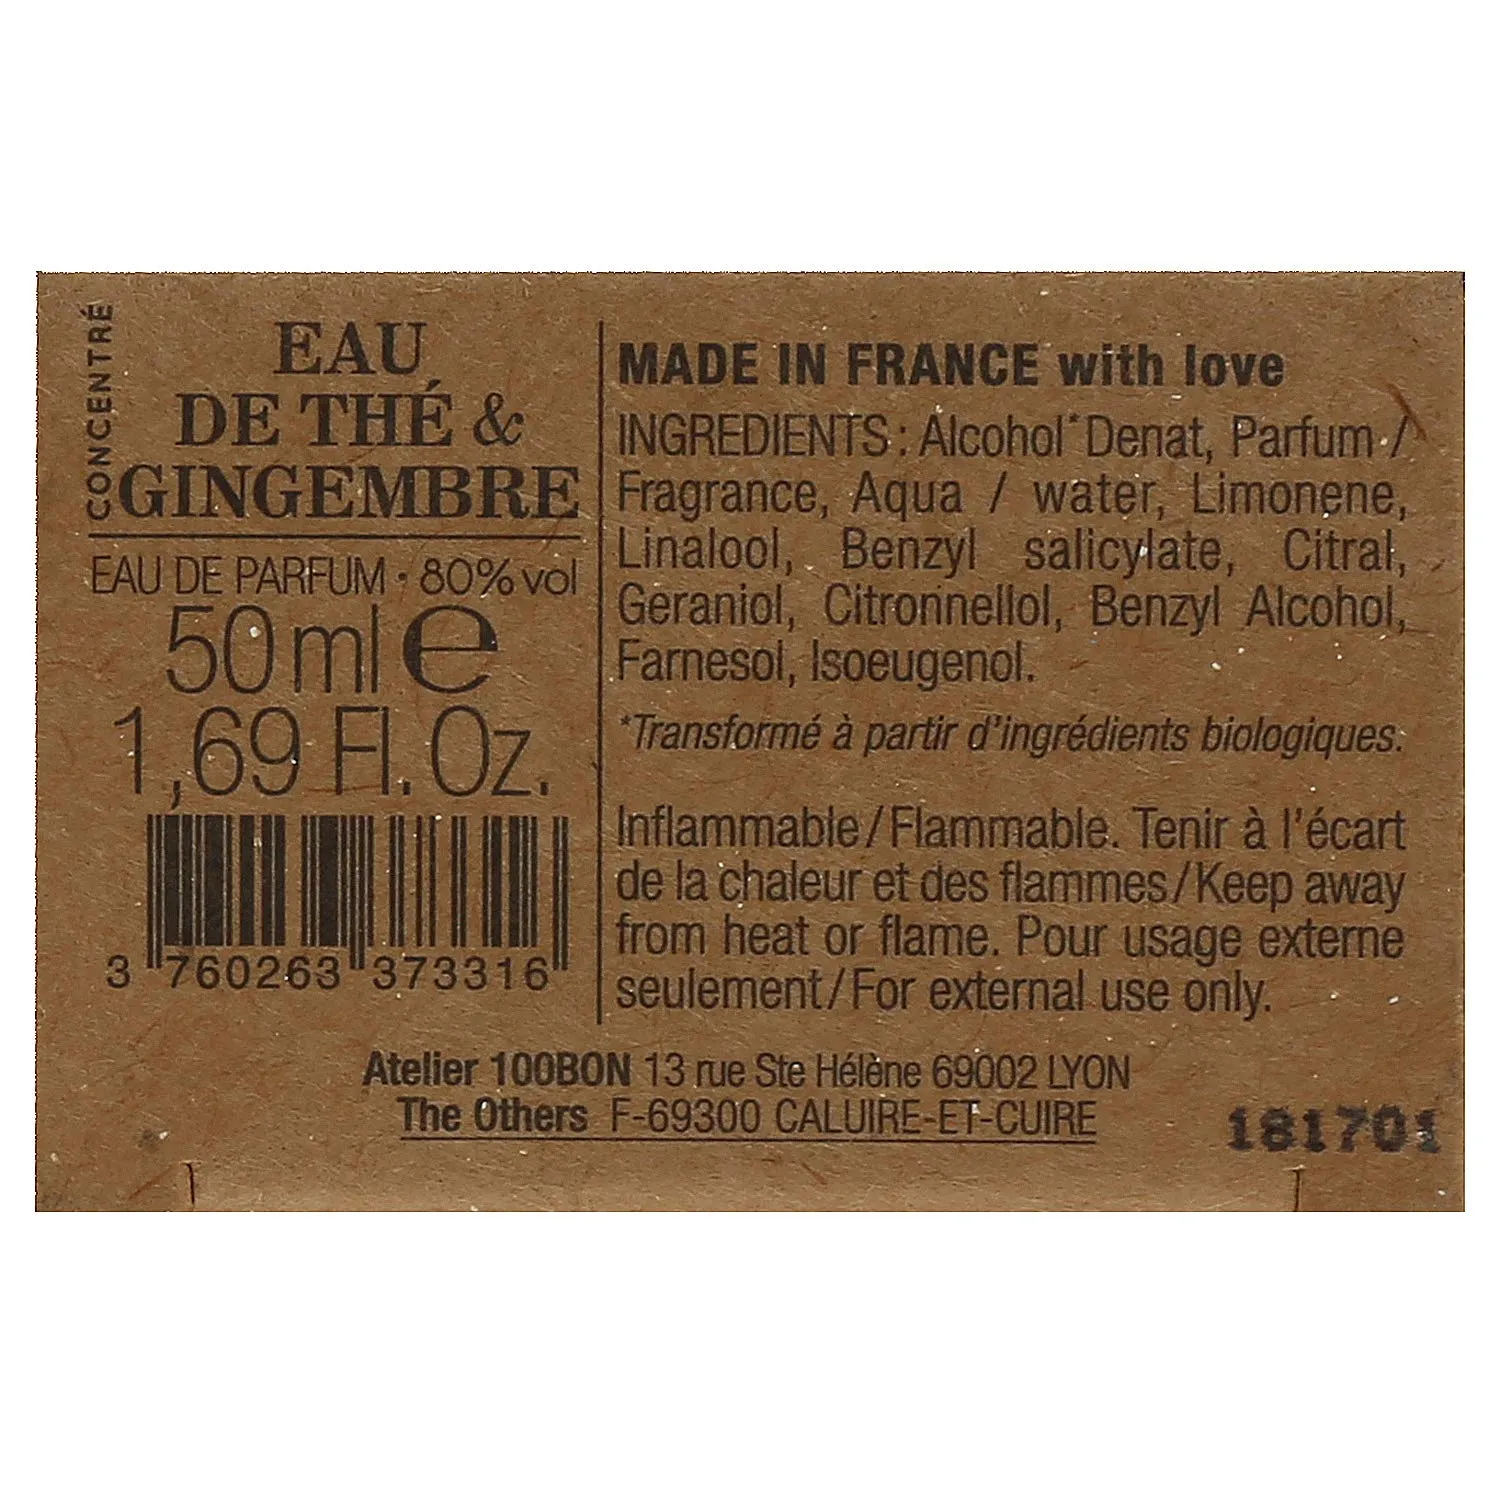 CONCENTRÉ
EAU
DE THÉ &
GINGEMBRE
EAU DE PARFUM · 80% vol
50 ml ℮
1,69 Fl. Oz.
3 760263 373316
MADE IN FRANCE with love
INGREDIENTS : Alcohol* Denat, Parfum /
Fragrance, Aqua / water, Limonene,
Linalool, Benzyl salicylate, Citral,
Geraniol, Citronnellol, Benzyl Alcohol,
Farnesol, Isoeugenol.
*Transformé à partir d'ingrédients biologiques.
Inflammable / Flammable. Tenir à l'écart
de la chaleur et des flammes / Keep away
from heat or flame. Pour usage externe
seulement / For external use only.
Atelier 100BON 13 rue Ste Hélène 69002 LYON
The Others F-69300 CALUIRE-ET-CUIRE
181701